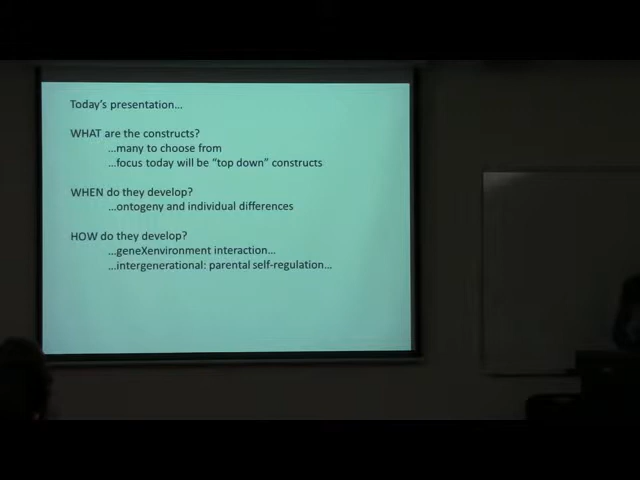 Today's presentation…
WHAT are the constructs?
…many to choose from
…focus today will be "top down" constructs
WHEN do they develop?
…ontogeny and individual differences
HOW do they develop?
…geneXenvironment interaction…
…intergenerational: parental self-regulation…